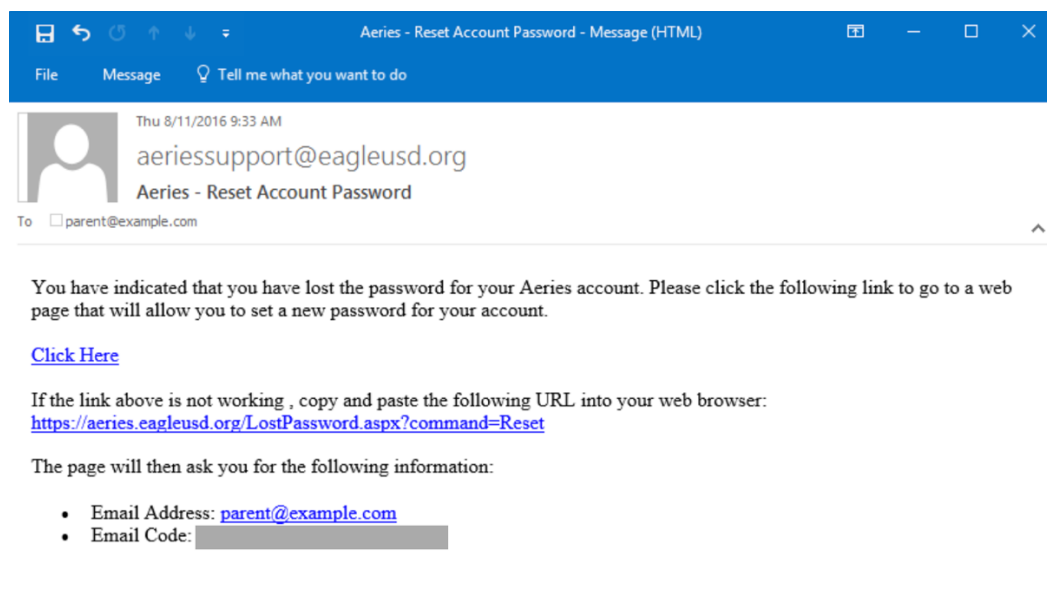 Aeries - Reset Account Password - Message (HTML)
File Message Tell me what you want to do
Thu 8/11/2016 9:33 AM
aeriessupport@eagleusd.org
Aeries - Reset Account Password
To parent@example.com
You have indicated that you have lost the password for your Aeries account. Please click the following link to go to a web
page that will allow you to set a new password for your account.
Click Here
If the link above is not working , copy and paste the following URL into your web browser:
https://aeries.eagleusd.org/LostPassword.aspx?command=Reset
The page will then ask you for the following information:
• Email Address: parent@example.com
• Email Code: